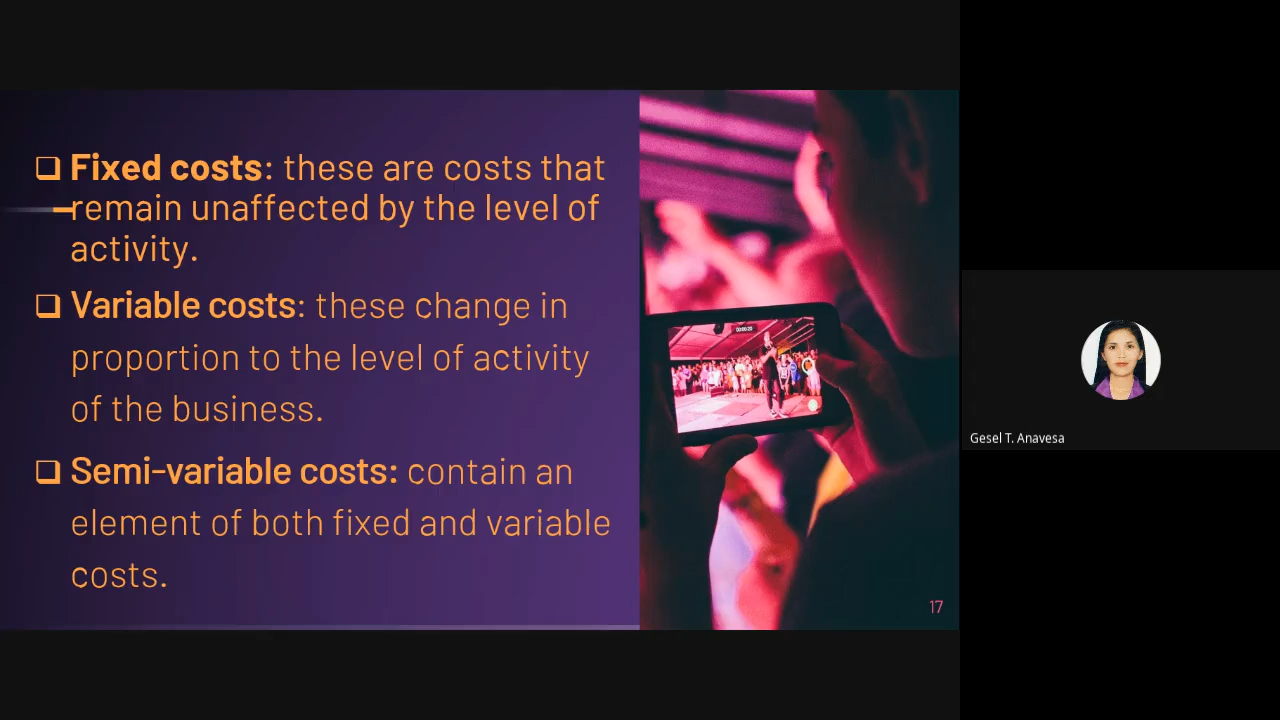 ❑ Fixed costs: these are costs that
remain unaffected by the level of
activity.
❑ Variable costs: these change in
proportion to the level of activity
of the business.
❑ Semi-variable costs: contain an
element of both fixed and variable
costs.
17
Gesel T. Anavesa